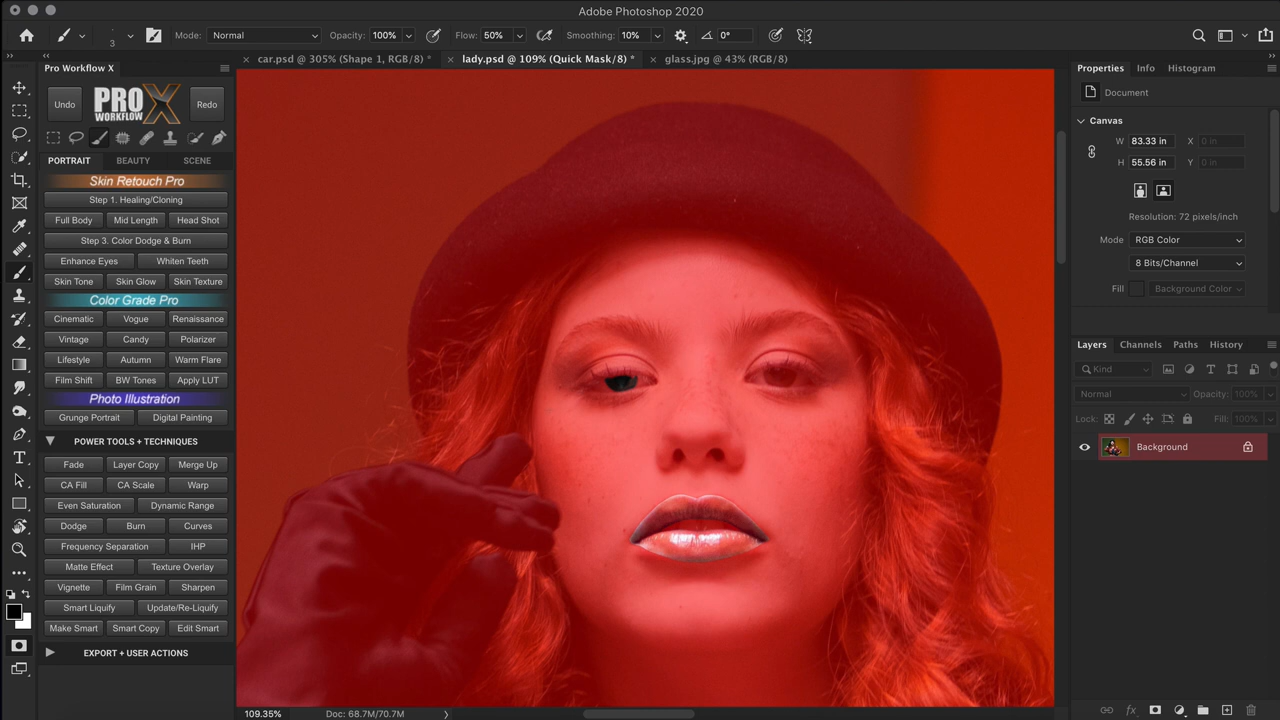 Adobe Photoshop 2020
3
Mode: Normal
Opacity: 100%
Flow: 50%
Smoothing: 10%
0°
Pro Workflow X
× car.psd @ 305% (Shape 1, RGB/8) *
× lady.psd @ 109% (Quick Mask/8) *
× glass.jpg @ 43% (RGB/8)
Undo
PRO WORKFLOW X
Redo
PORTRAIT BEAUTY SCENE
Skin Retouch Pro
Step 1. Healing/Cloning
Full Body Mid Length Head Shot
Step 3. Color Dodge & Burn
Enhance Eyes Whiten Teeth
Skin Tone Skin Glow Skin Texture
Color Grade Pro
Cinematic Vogue Renaissance
Vintage Candy Polarizer
Lifestyle Autumn Warm Flare
Film Shift BW Tones Apply LUT
Photo Illustration
Grunge Portrait Digital Painting
POWER TOOLS + TECHNIQUES
Fade Layer Copy Merge Up
CA Fill CA Scale Warp
Even Saturation Dynamic Range
Dodge Burn Curves
Frequency Separation IHP
Matte Effect Texture Overlay
Vignette Film Grain Sharpen
Smart Liquify Update/Re-Liquify
Make Smart Smart Copy Edit Smart
EXPORT + USER ACTIONS
109.35% Doc: 68.7M/70.7M
Properties Info Histogram
Document
Canvas
W 83.33 in X 0 in
H 55.56 in Y 0 in
Resolution: 72 pixels/inch
Mode RGB Color
8 Bits/Channel
Fill Background Color
Layers Channels Paths History
Kind
Normal Opacity: 100%
Lock: Fill: 100%
Background
fx